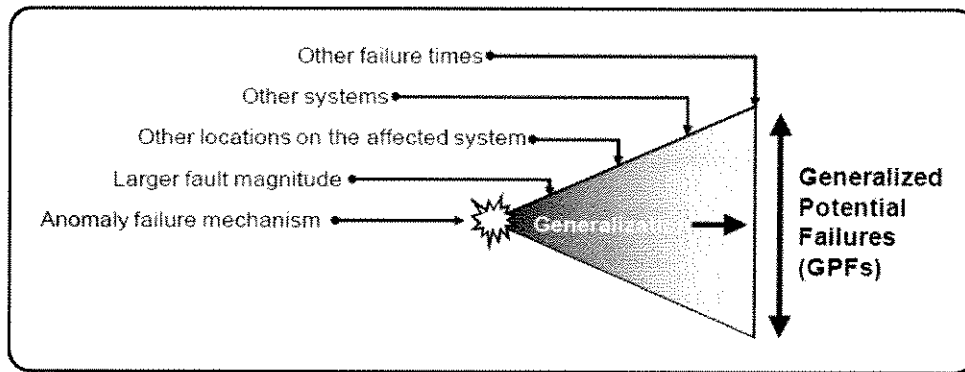 Other failure times
Other systems
Other locations on the affected system
Larger fault magnitude
Anomaly failure mechanism
Generalization
Generalized
Potential
Failures
(GPFs)